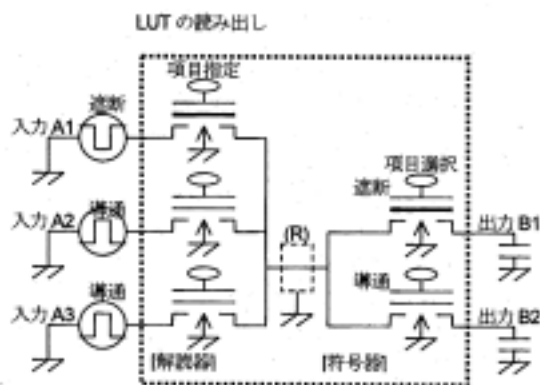 LUT の読み出し
項目指定
遮断
入力 A1
項目選択
遮断
導通
入力 A2
(R)
出力 B1
導通
導通
入力 A3
出力 B2
[解読器]
[符号器]